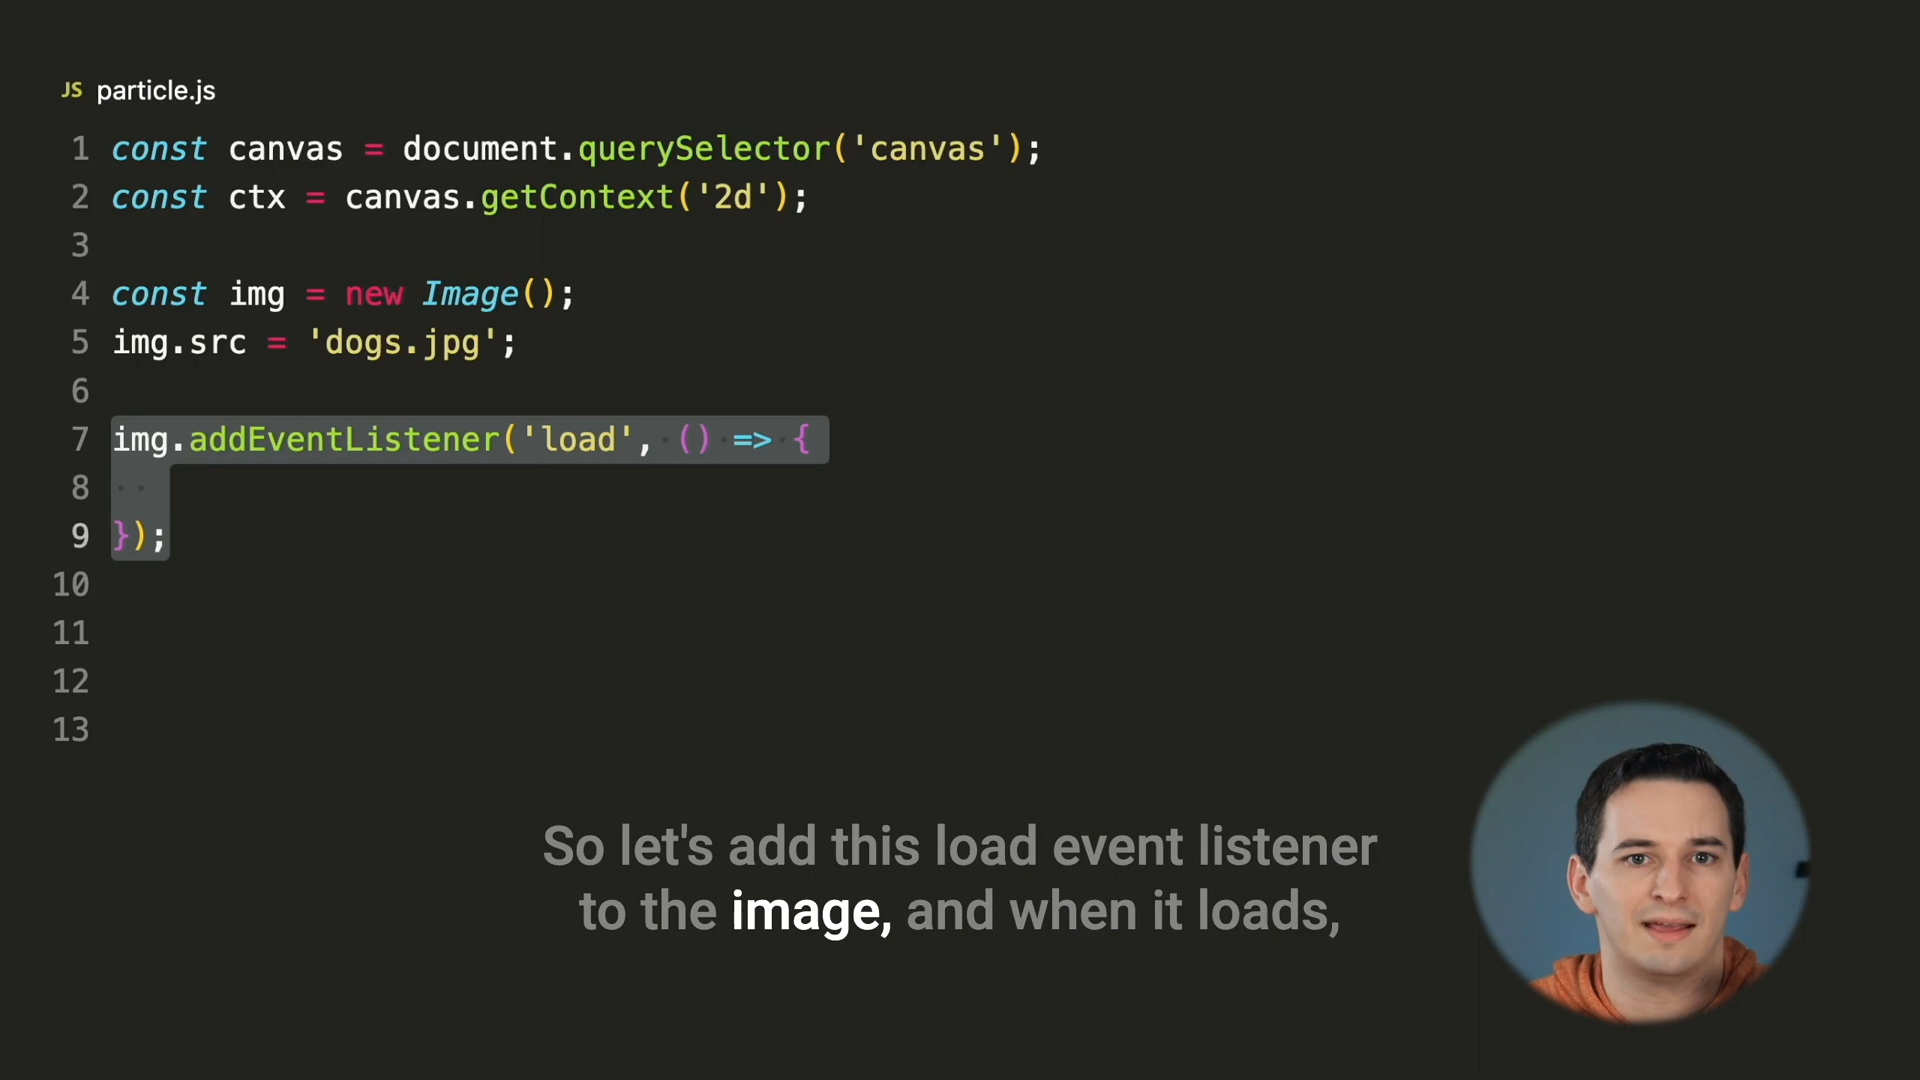 JS particle.js
1 const canvas = document.querySelector('canvas');
2 const ctx = canvas.getContext('2d');
3
4 const img = new Image();
5 img.src = 'dogs.jpg';
6
7 img.addEventListener('load', () => {
8
9 });
10
11
12
13
So let's add this load event listener
to the image, and when it loads,